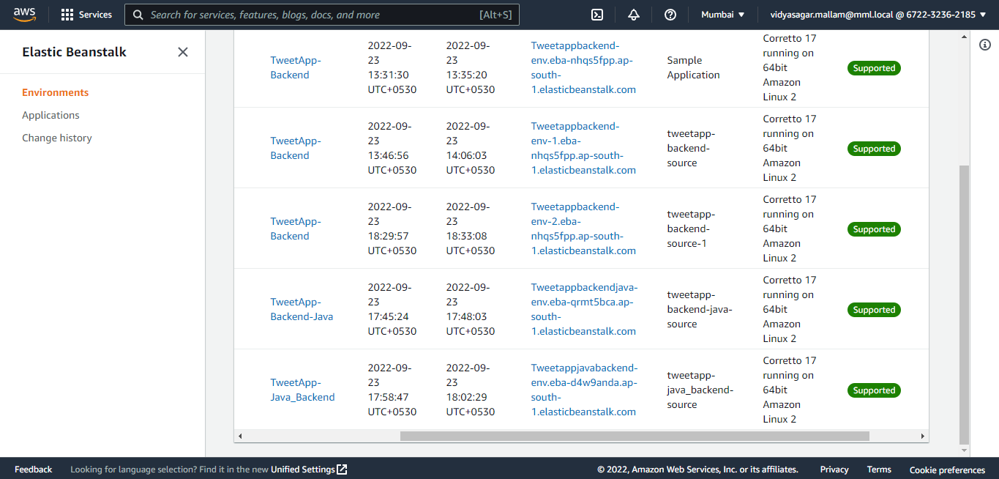 aws
Services
Search for services, features, blogs, docs, and more
[Alt+S]
Mumbai ▼
vidyasagar.mallam@mml.local @ 6722-3236-2185 ▼
Elastic Beanstalk
Environments
Applications
Change history
TweetApp-
Backend
2022-09-
23
13:31:30
UTC+0530
2022-09-
23
13:35:20
UTC+0530
Tweetappbackend-
env.eba-nhqs5fpp.ap-
south-
1.elasticbeanstalk.com
Sample
Application
Corretto 17
running on
64bit
Amazon
Linux 2
Supported
TweetApp-
Backend
2022-09-
23
13:46:56
UTC+0530
2022-09-
23
14:06:03
UTC+0530
Tweetappbackend-
env-1.eba-
nhqs5fpp.ap-south-
1.elasticbeanstalk.com
tweetapp-
backend-
source
Corretto 17
running on
64bit
Amazon
Linux 2
Supported
TweetApp-
Backend
2022-09-
23
18:29:57
UTC+0530
2022-09-
23
18:33:08
UTC+0530
Tweetappbackend-
env-2.eba-
nhqs5fpp.ap-south-
1.elasticbeanstalk.com
tweetapp-
backend-
source-1
Corretto 17
running on
64bit
Amazon
Linux 2
Supported
TweetApp-
Backend-Java
2022-09-
23
17:45:24
UTC+0530
2022-09-
23
17:48:03
UTC+0530
Tweetappbackendjava-
env.eba-qrmt5bca.ap-
south-
1.elasticbeanstalk.com
tweetapp-
backend-java-
source
Corretto 17
running on
64bit
Amazon
Linux 2
Supported
TweetApp-
Java_Backend
2022-09-
23
17:58:47
UTC+0530
2022-09-
23
18:02:29
UTC+0530
Tweetappjavabackend-
env.eba-d4w9anda.ap-
south-
1.elasticbeanstalk.com
tweetapp-
java_backend-
source
Corretto 17
running on
64bit
Amazon
Linux 2
Supported
Feedback
Looking for language selection? Find it in the new Unified Settings
© 2022, Amazon Web Services, Inc. or its affiliates.
Privacy
Terms
Cookie preferences